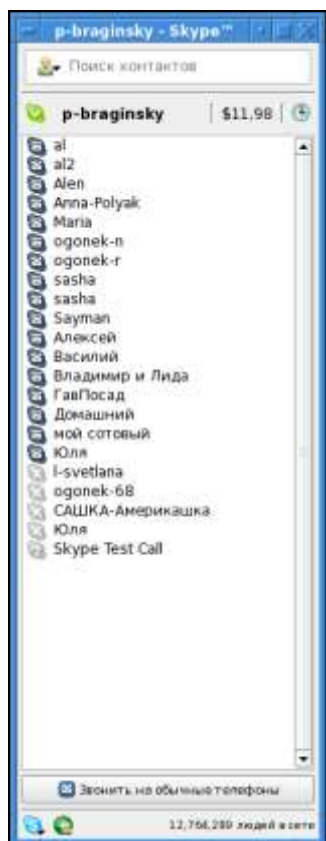 p-braginsky - Skype™
Поиск контактов
p-braginsky $11,98
al
al2
Alen
Anna-Polyak
Maria
ogonek-n
ogonek-r
sasha
sasha
Sayman
Алексей
Василий
Владимир и Лида
ГавПосад
Домашний
мой сотовый
Юля
l-svetlana
ogonek-68
САШКА-Америкашка
Юля
Skype Test Call
Звонить на обычные телефоны
12,764,289 людей в сети